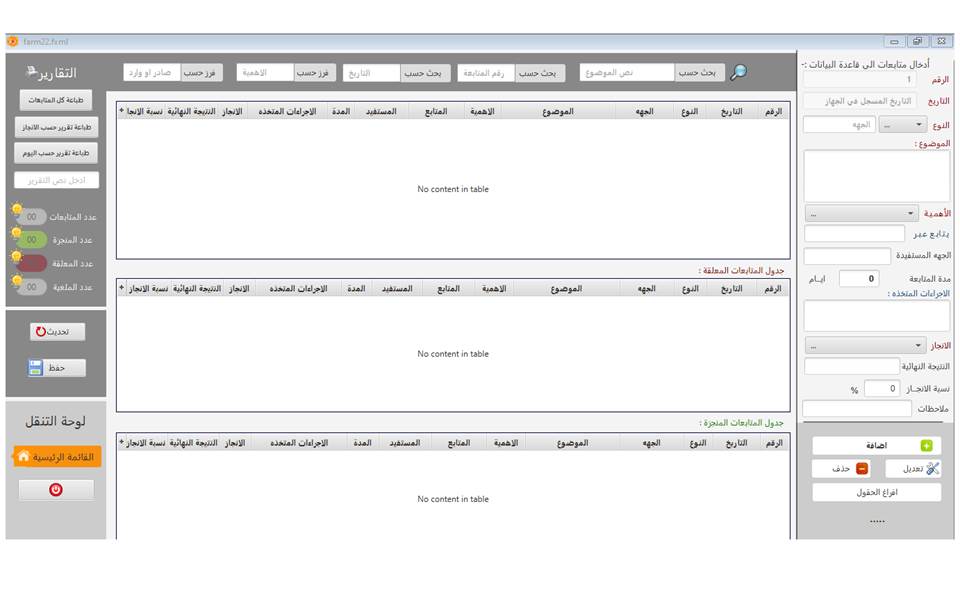 farm22.fxml
أدخال متابعات الى قاعدة البيانات :-
الرقم 1
التاريخ التاريخ المسجل في الجهاز
النوع ... الجهه
الموضوع :
الأهمية ...
يتابع عبر
الجهه المستفيدة
مدة المتابعة 0 ايـام
الاجراءات المتخذه :
الانجاز ...
النتيجة النهائية
نسبة الانجـاز 0 %
ملاحظات
اضافة
تعديل حذف
افراغ الحقول
.....
بحث حسب نص الموضوع بحث حسب رقم المتابعة بحث حسب التاريخ فرز حسب الاهمية فرز حسب صادر او وارد
الرقم التاريخ النوع الجهه الموضوع الاهمية المتابع المستفيد المدة الاجراءات المتخذه الانجاز النتيجة النهائية نسبة الانجا +
No content in table
جدول المتابعات المعلقة :
الرقم التاريخ النوع الجهه الموضوع الاهمية المتابع المستفيد المدة الاجراءات المتخذه الانجاز النتيجة النهائية نسبة الانجاز +
No content in table
جدول المتابعات المنجزة :
الرقم التاريخ النوع الجهه الموضوع الاهمية المتابع المستفيد المدة الاجراءات المتخذه الانجاز النتيجة النهائية نسبة الانجاز +
No content in table
التقارير
طباعة كل المتابعات
طباعة تقرير حسب الانجاز
طباعة تقرير حسب اليوم
ادخل نص التقرير
عدد المتابعات 00
عدد المنجزة 00
عدد المعلقة 00
عدد الملغية 00
تحديث
حفظ
لوحة التنقل
القائمة الرئيسية